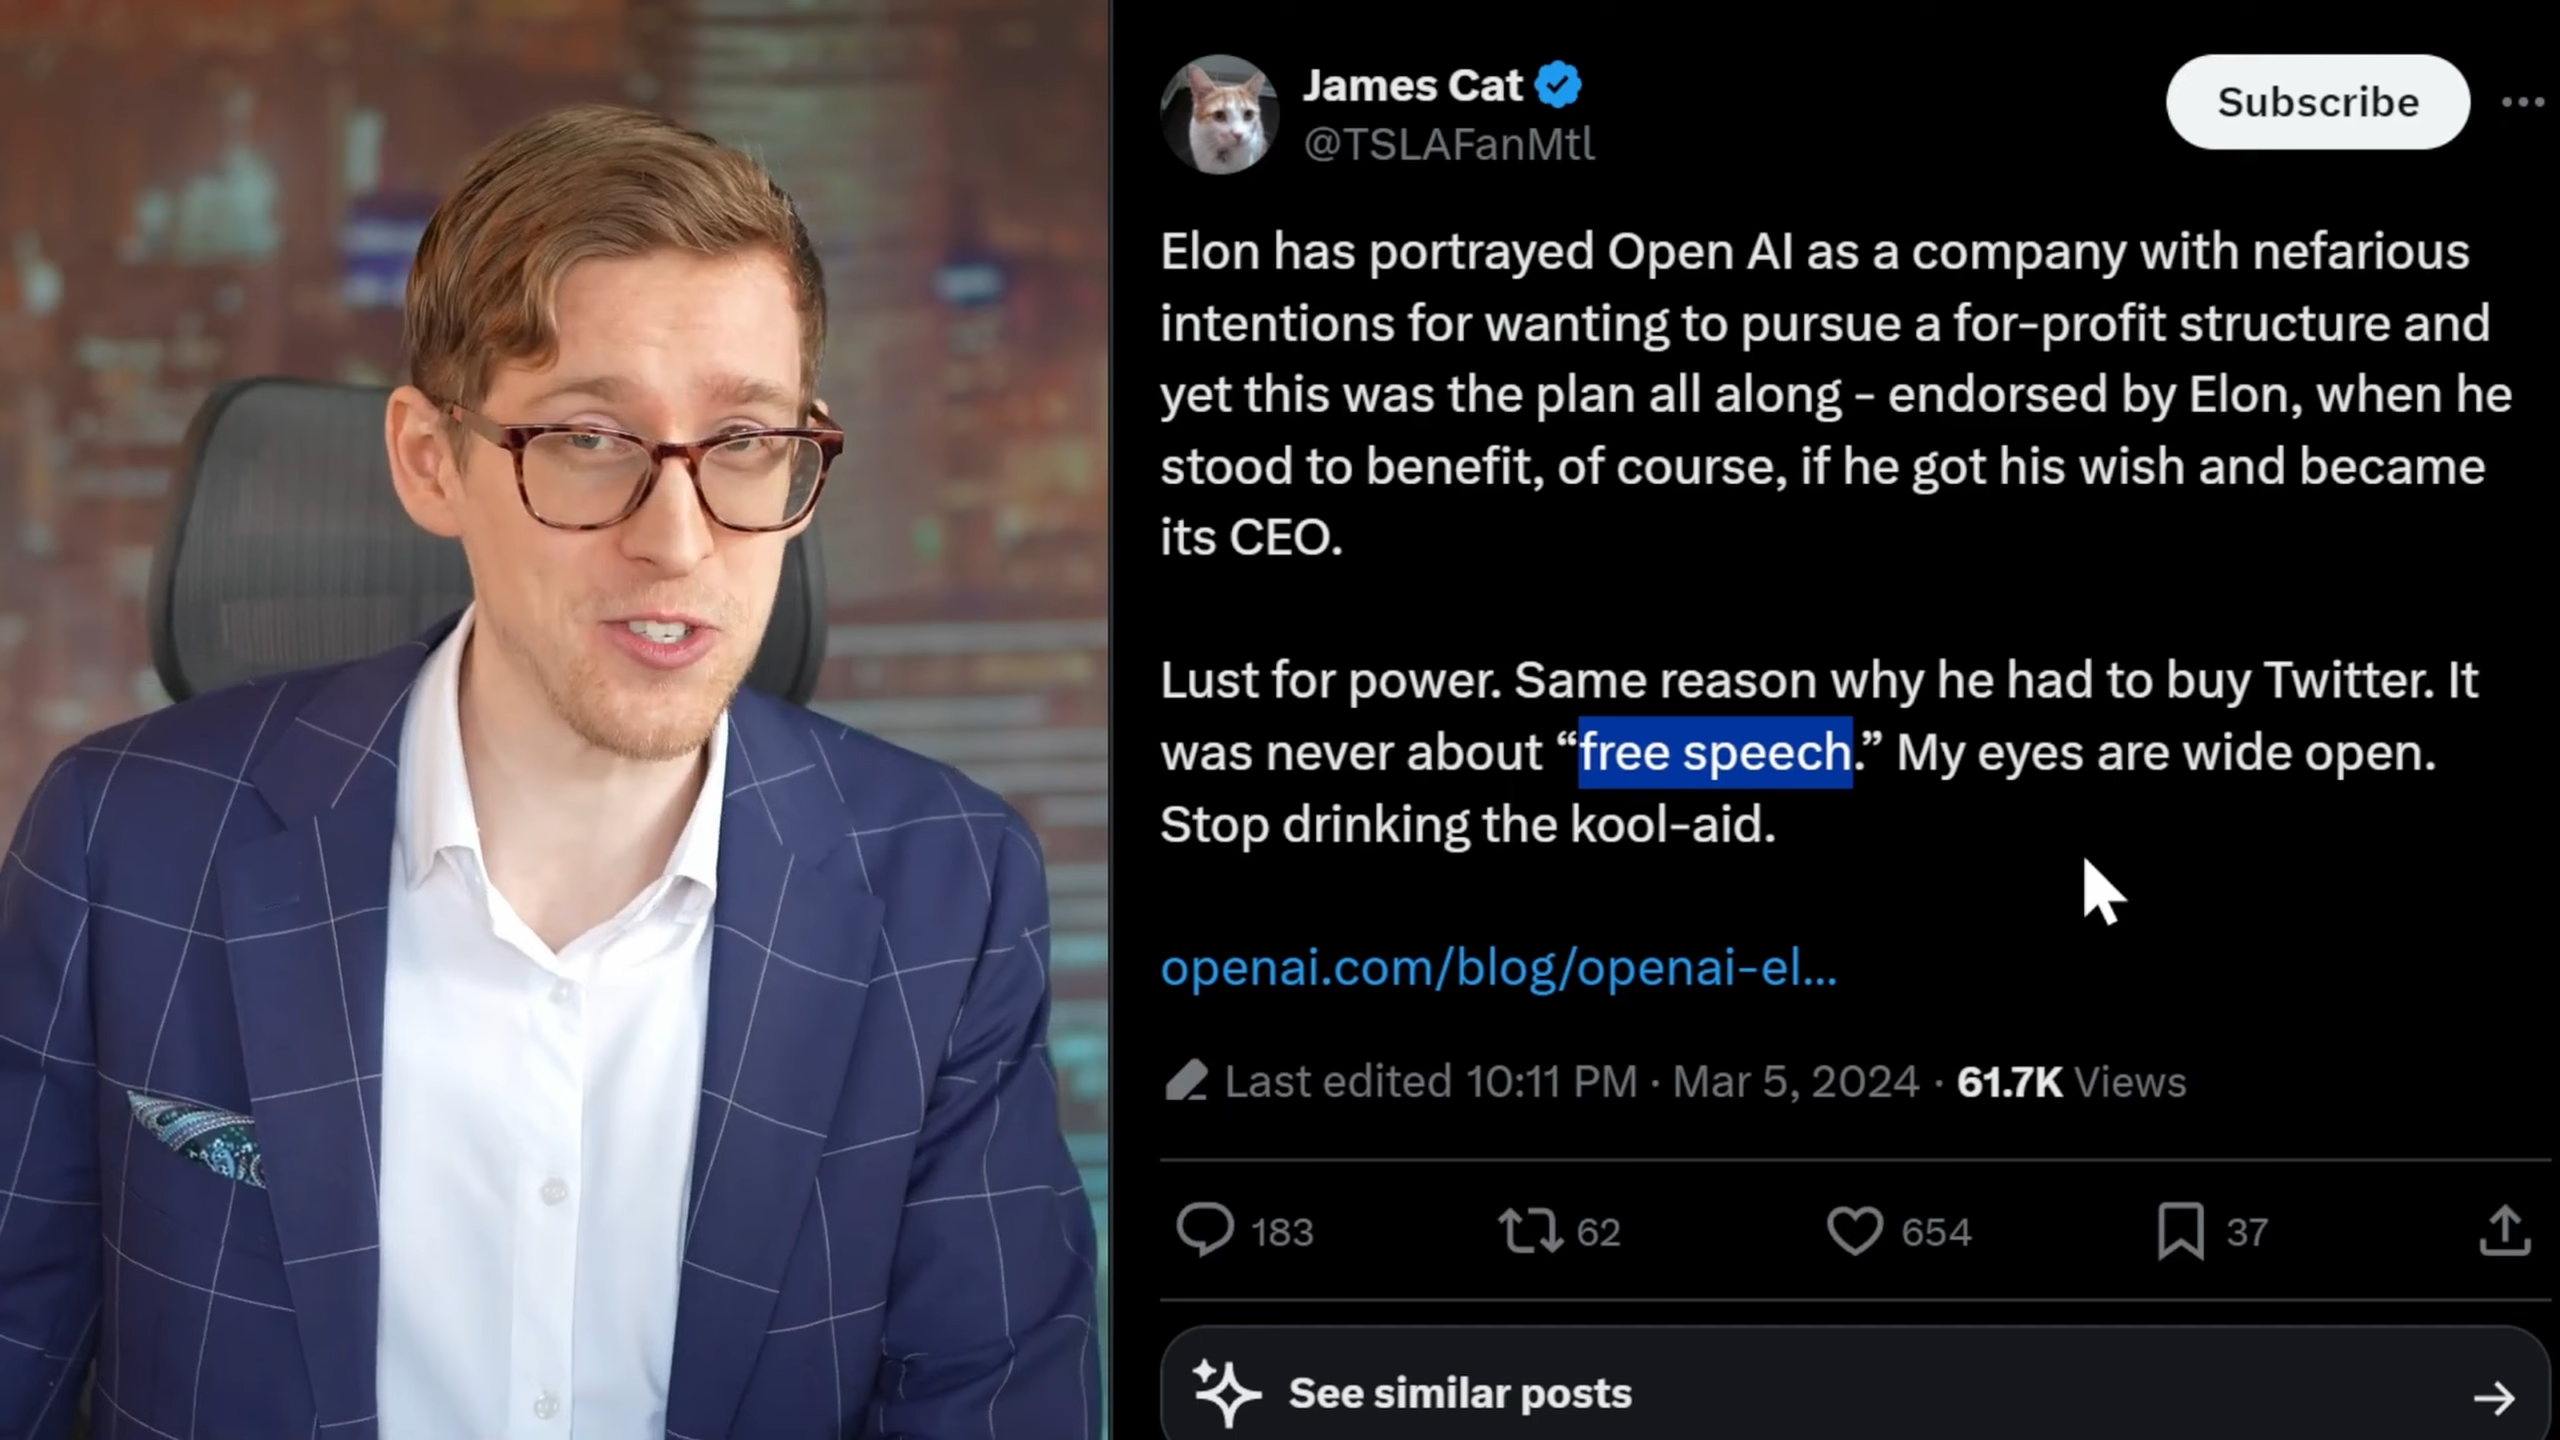 James Cat
@TSLAFanMtl
Subscribe
Elon has portrayed Open AI as a company with nefarious
intentions for wanting to pursue a for-profit structure and
yet this was the plan all along - endorsed by Elon, when he
stood to benefit, of course, if he got his wish and became
its CEO.
Lust for power. Same reason why he had to buy Twitter. It
was never about “free speech.” My eyes are wide open.
Stop drinking the kool-aid.
openai.com/blog/openai-el...
Last edited 10:11 PM · Mar 5, 2024 · 61.7K Views
183 62 654 37
See similar posts